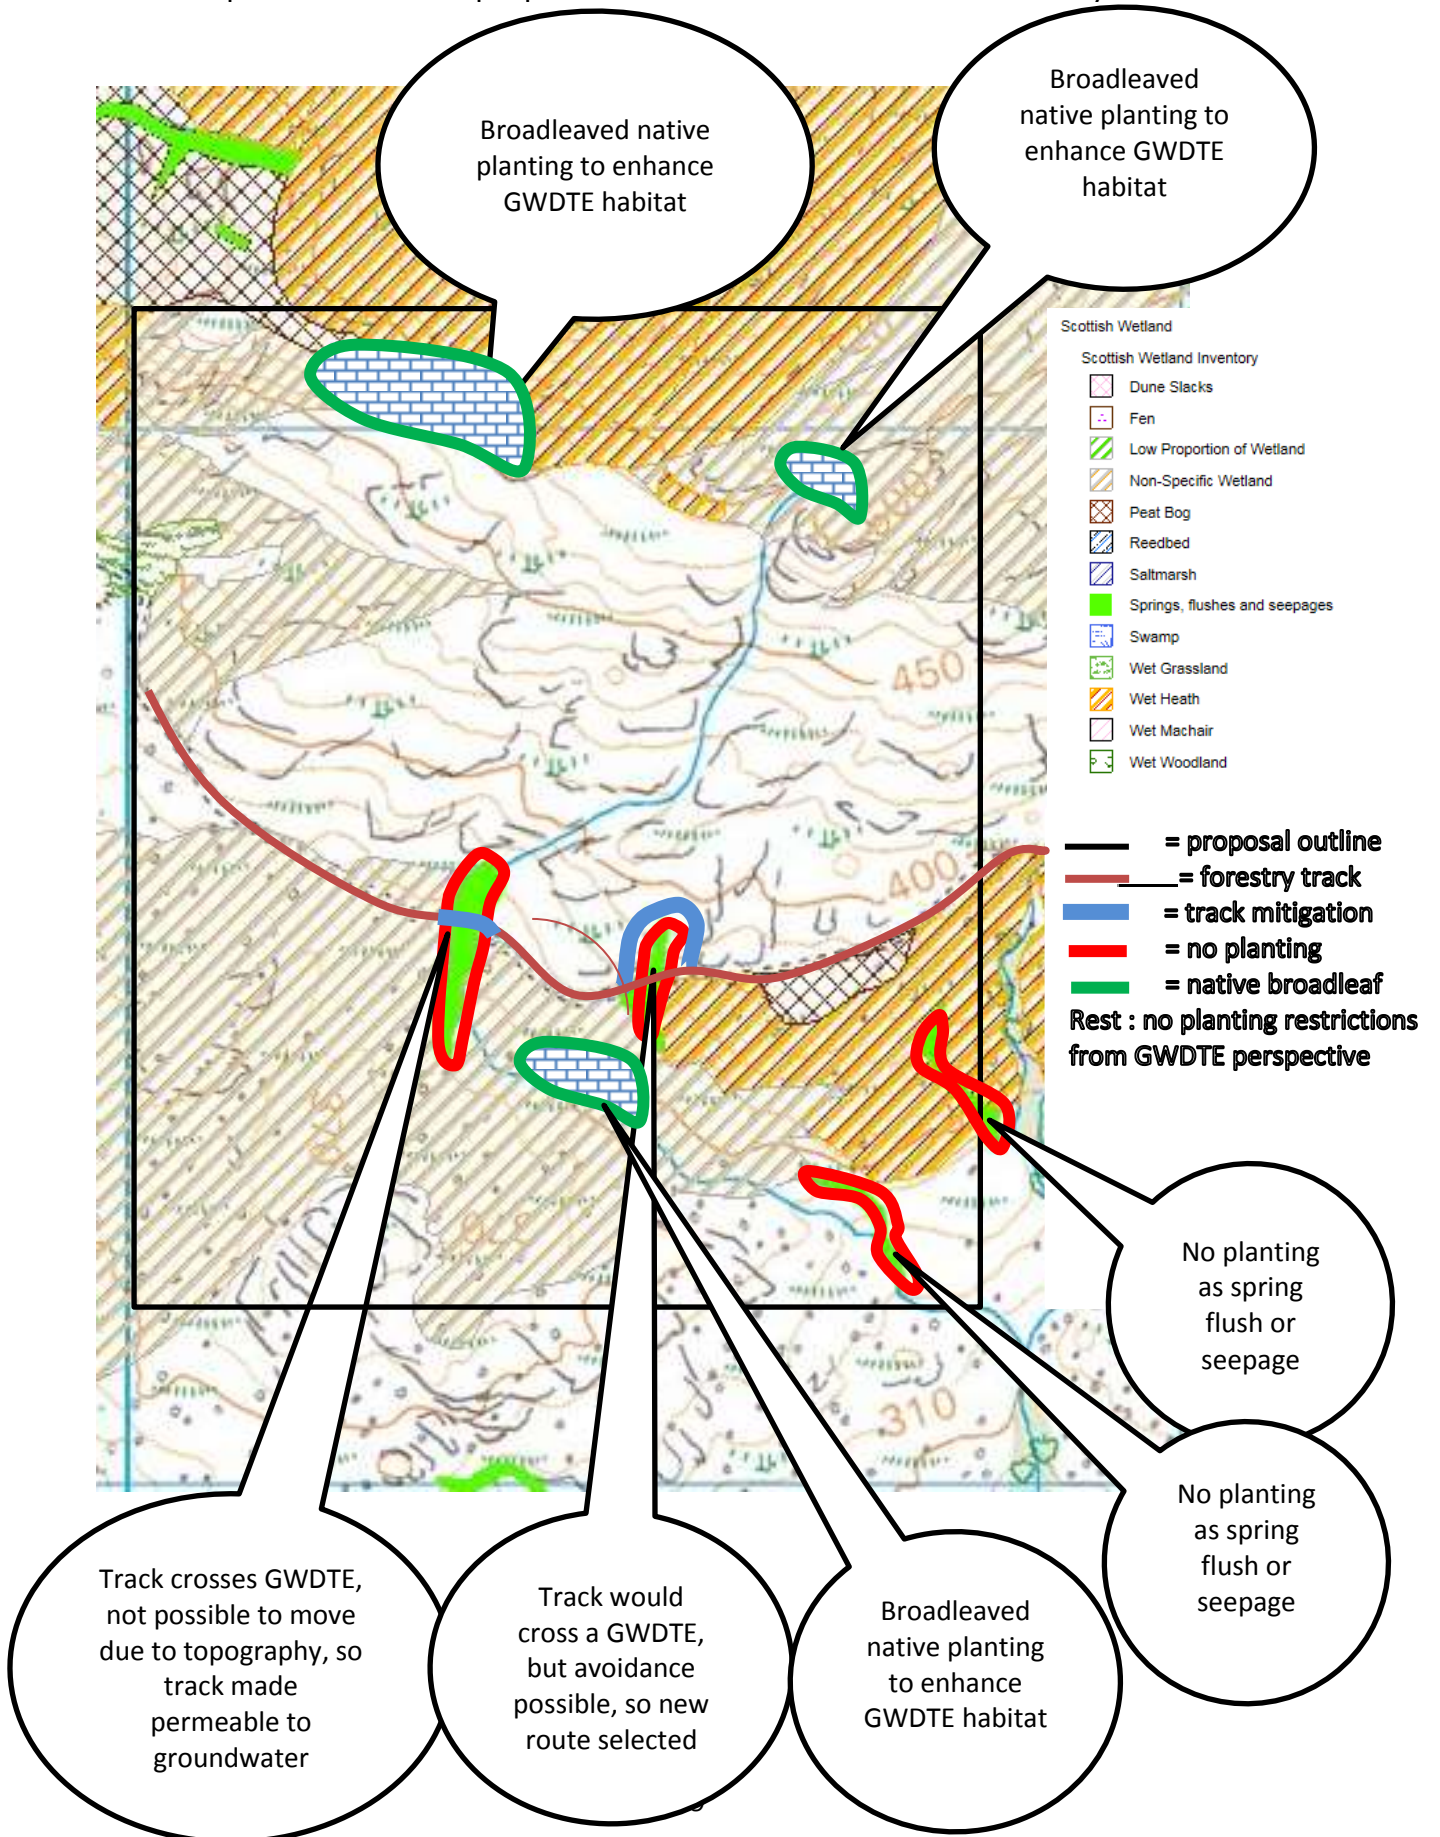 Broadleaved native
planting to enhance
GWDTE habitat
Broadleaved
native planting to
enhance GWDTE
habitat
Scottish Wetland
Scottish Wetland Inventory
Dune Slacks
Fen
Low Proportion of Wetland
Non-Specific Wetland
Peat Bog
Reedbed
Saltmarsh
Springs, flushes and seepages
Swamp
Wet Grassland
Wet Heath
Wet Machair
Wet Woodland
450
400
310
= proposal outline
= forestry track
= track mitigation
= no planting
= native broadleaf
Rest : no planting restrictions
from GWDTE perspective
No planting
as spring
flush or
seepage
No planting
as spring
flush or
seepage
Track crosses GWDTE,
not possible to move
due to topography, so
track made
permeable to
groundwater
Track would
cross a GWDTE,
but avoidance
possible, so new
route selected
Broadleaved
native planting
to enhance
GWDTE habitat